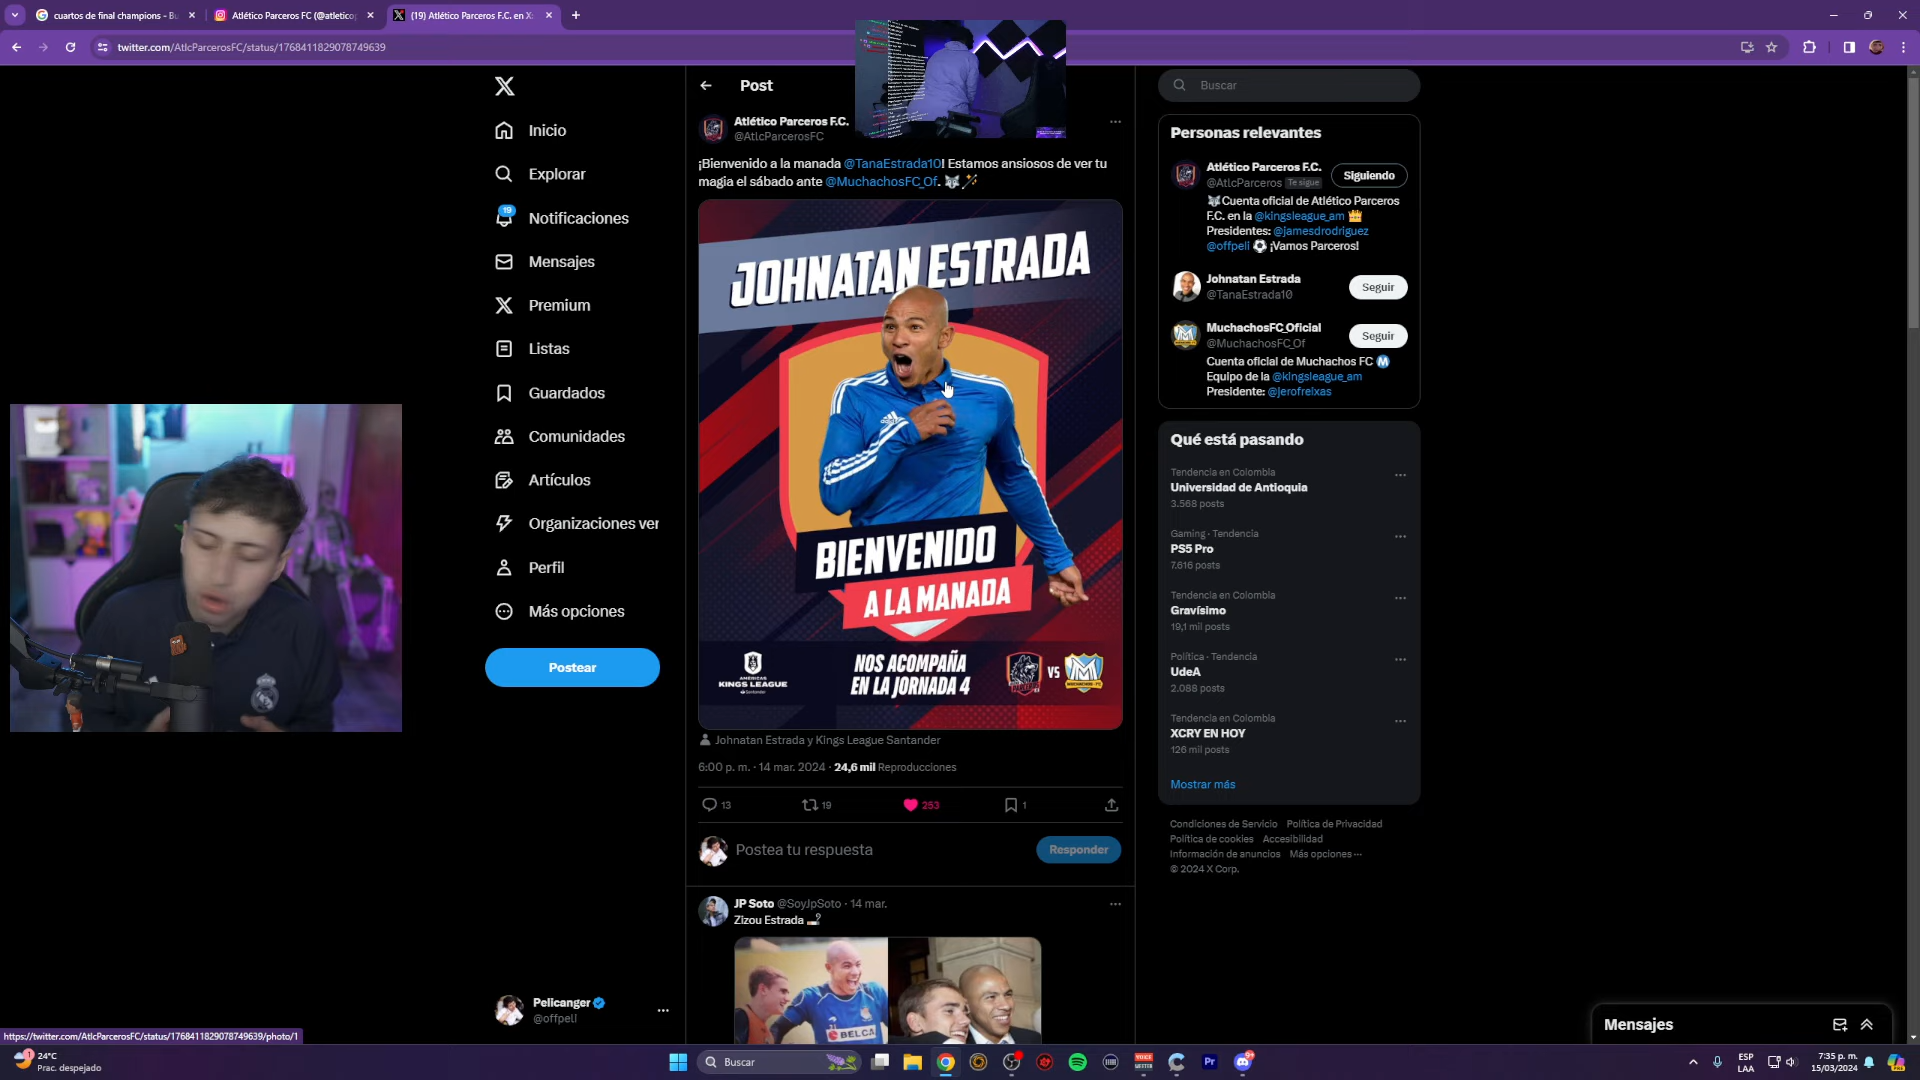 cuartos de final champions - Bu
Atlético Parceros FC (@atletico
(19) Atlético Parceros F.C. en X:
twitter.com/AtlcParcerosFC/status/1768411829078749639
Inicio
Explorar
19
Notificaciones
Mensajes
Premium
Listas
Guardados
Comunidades
Artículos
Organizaciones ver
Perfil
Más opciones
Postear
Pelicanger
@offpeli
Post
Atlético Parceros F.C.
@AtlcParcerosFC
¡Bienvenido a la manada @TanaEstrada10! Estamos ansiosos de ver tu
magia el sábado ante @MuchachosFC_Of. 🐺🪄
JOHNATAN ESTRADA
adidas
BIENVENIDO
A LA MANADA
AMÉRICAS
KINGS LEAGUE
Santander
NOS ACOMPAÑA
EN LA JORNADA 4
VS
Johnatan Estrada y Kings League Santander
6:00 p. m. · 14 mar. 2024 · 24,6 mil Reproducciones
13
19
253
1
Postea tu respuesta
Responder
JP Soto @SoyJpSoto · 14 mar.
Zizou Estrada 🚬
BELCA
Buscar
Personas relevantes
Atlético Parceros F.C.
@AtlcParceros Te sigue
Siguiendo
🐺Cuenta oficial de Atlético Parceros
F.C. en la @kingsleague_am 👑
Presidentes: @jamesdrodriguez
@offpeli ⚽ ¡Vamos Parceros!
Johnatan Estrada
@TanaEstrada10
Seguir
MuchachosFC_Oficial
@MuchachosFC_Of
Seguir
Cuenta oficial de Muchachos FC Ⓜ️
Equipo de la @kingsleague_am
Presidente: @jerofreixas
Qué está pasando
Tendencia en Colombia
Universidad de Antioquia
3.568 posts
Gaming · Tendencia
PS5 Pro
7.616 posts
Tendencia en Colombia
Gravísimo
19,1 mil posts
Política · Tendencia
UdeA
2.088 posts
Tendencia en Colombia
XCRY EN HOY
126 mil posts
Mostrar más
Condiciones de Servicio Política de Privacidad
Política de cookies Accesibilidad
Información de anuncios Más opciones ···
© 2024 X Corp.
Mensajes
https://twitter.com/AtlcParcerosFC/status/1768411829078749639/photo/1
24°C
Prac. despejado
Buscar
Pr
ESP
LAA
7:35 p. m.
15/03/2024